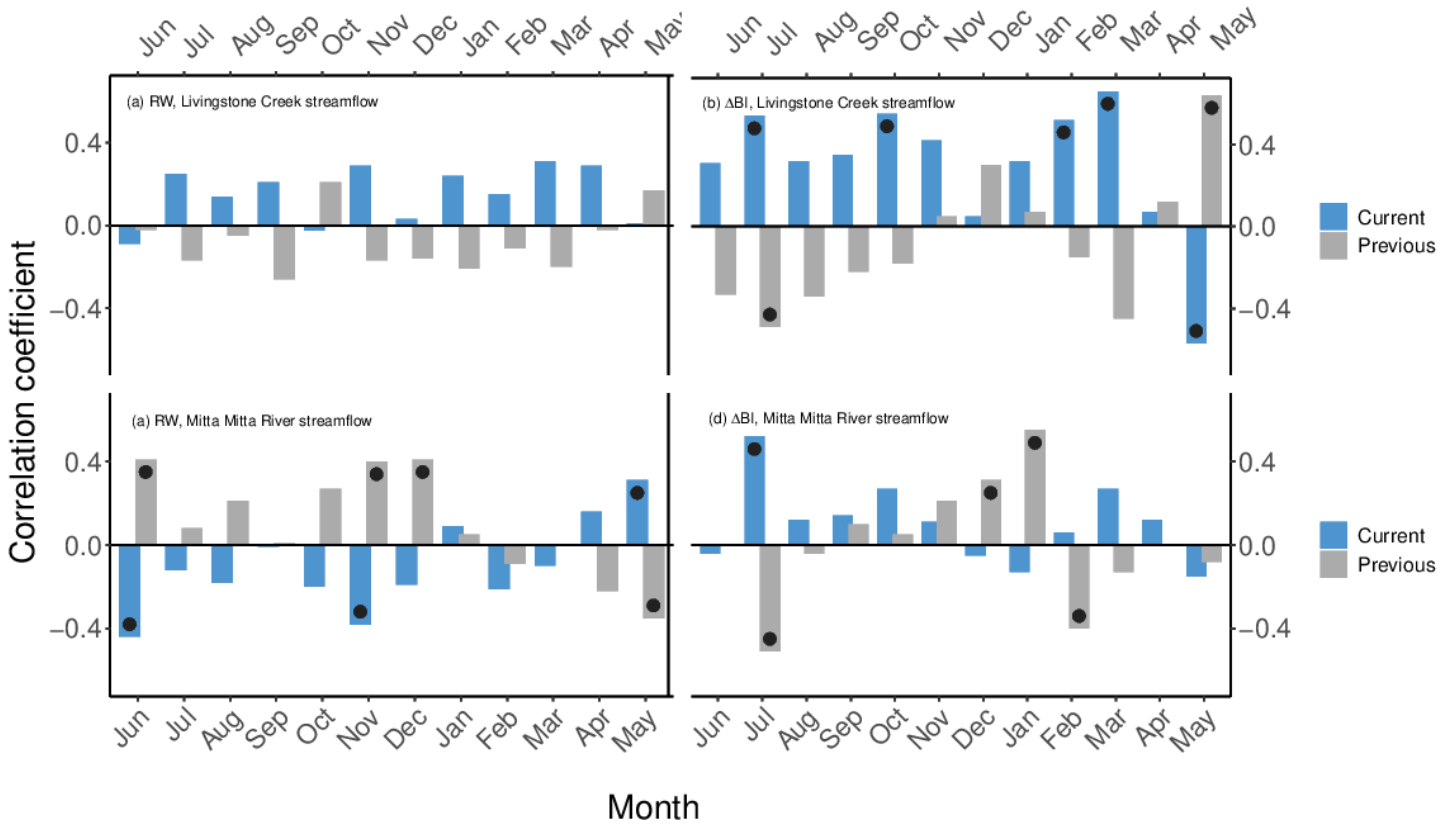 Jun Jul Aug Sep Oct Nov Dec Jan Feb Mar Apr May
Jun Jul Aug Sep Oct Nov Dec Jan Feb Mar Apr May
(a) RW, Livingstone Creek streamflow
(b) ΔBI, Livingstone Creek streamflow
0.4
0.0
−0.4
0.4
0.0
−0.4
Current
Previous
Correlation coefficient
(a) RW, Mitta Mitta River streamflow
(d) ΔBI, Mitta Mitta River streamflow
0.4
0.0
−0.4
0.4
0.0
−0.4
Current
Previous
Jun Jul Aug Sep Oct Nov Dec Jan Feb Mar Apr May
Jun Jul Aug Sep Oct Nov Dec Jan Feb Mar Apr May
Month